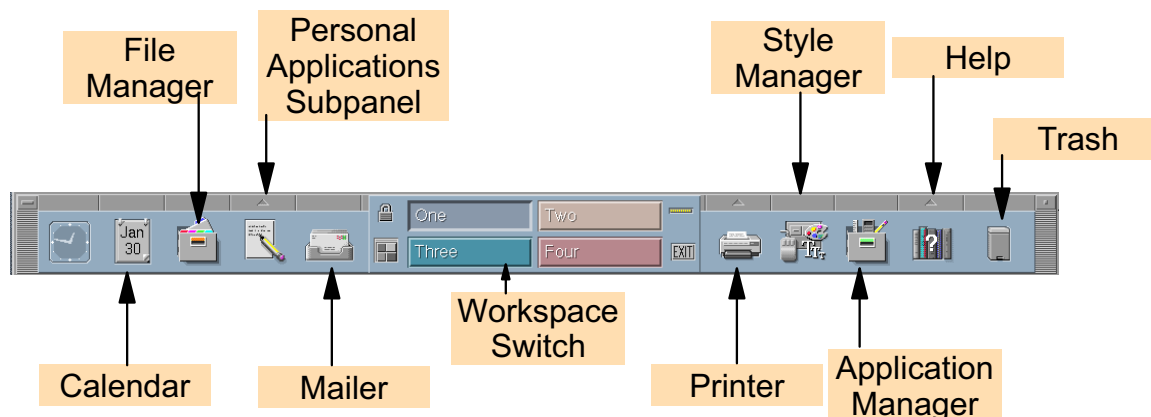 File
Manager
Personal
Applications
Subpanel
Style
Manager
Help
Trash
Jan
30
One
Two
Three
Four
EXIT
?
Workspace
Switch
Calendar
Mailer
Printer
Application
Manager